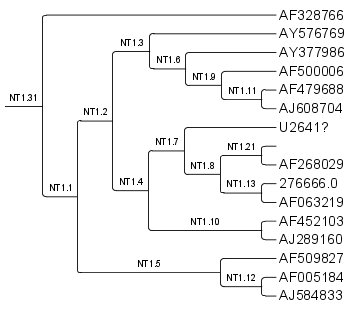 AF328766
AY576769
NT1.3
AY377986
NT1.6
AF500006
NT1.9
AF479688
NT1.11
NT1.31
AJ608704
NT1.2
U2641?
NT1.7
NT1.21
AF268029
NT1.8
276666.0
NT1.13
NT1.1
NT1.4
AF063219
AF452103
NT1.10
AJ289160
AF509827
NT1.5
AF005184
NT1.12
AJ584833